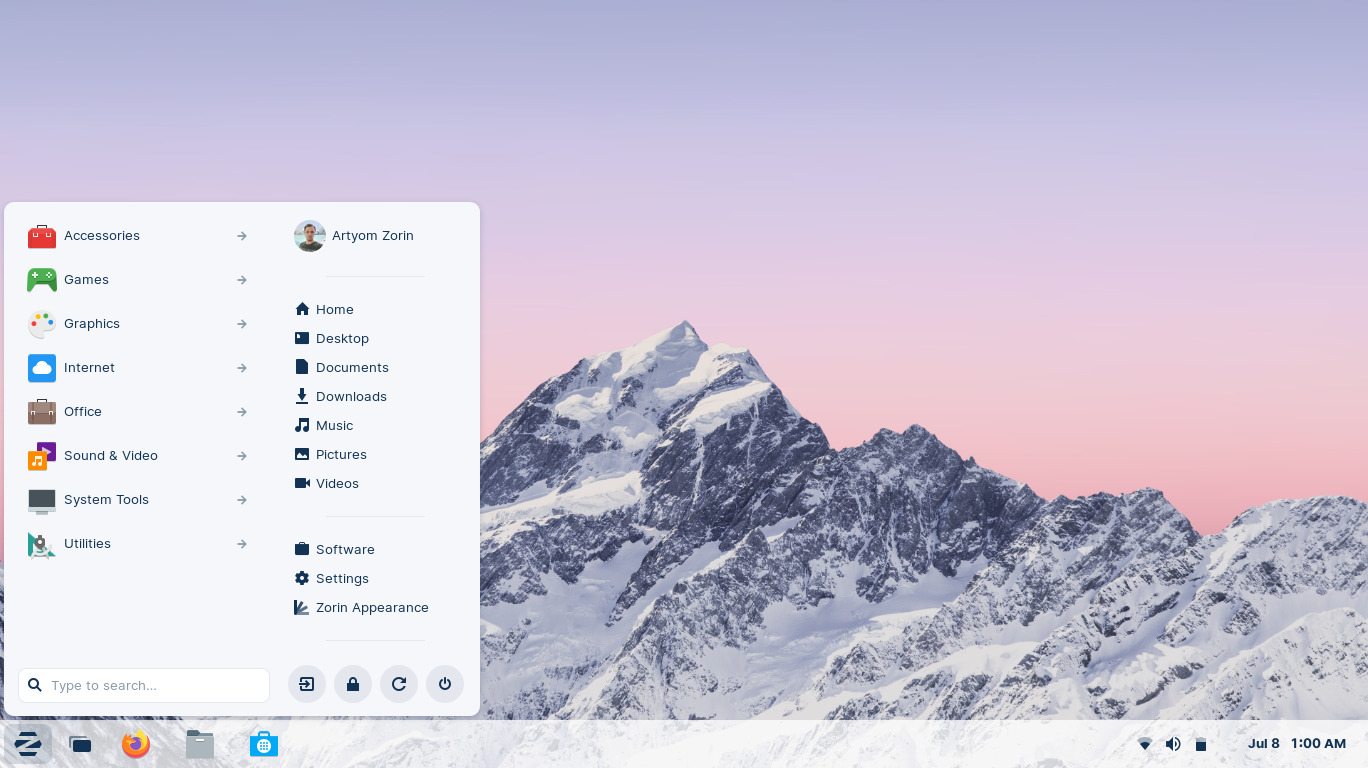 Accessories
Games
Graphics
Internet
Office
Sound & Video
System Tools
Utilities
Type to search...
Artyom Zorin
Home
Desktop
Documents
Downloads
Music
Pictures
Videos
Software
Settings
Zorin Appearance
Jul 8 1:00 AM